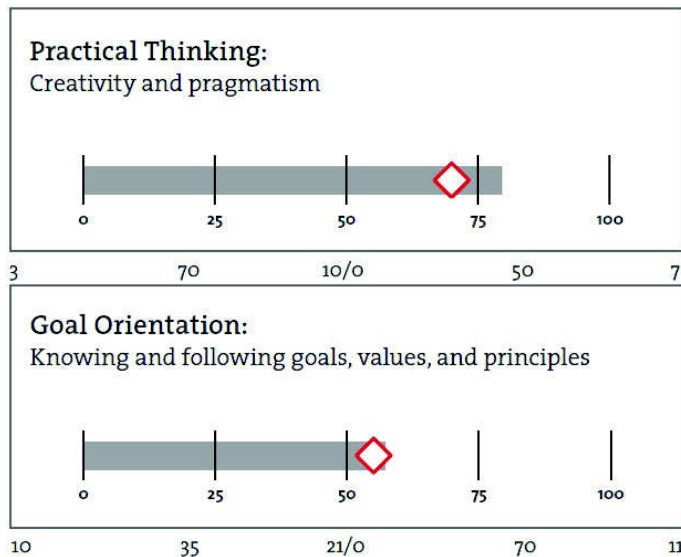 Practical Thinking:
Creativity and pragmatism
0 25 50 75 100
3 70 10/0 50 7
Goal Orientation:
Knowing and following goals, values, and principles
0 25 50 75 100
10 35 21/0 70 11